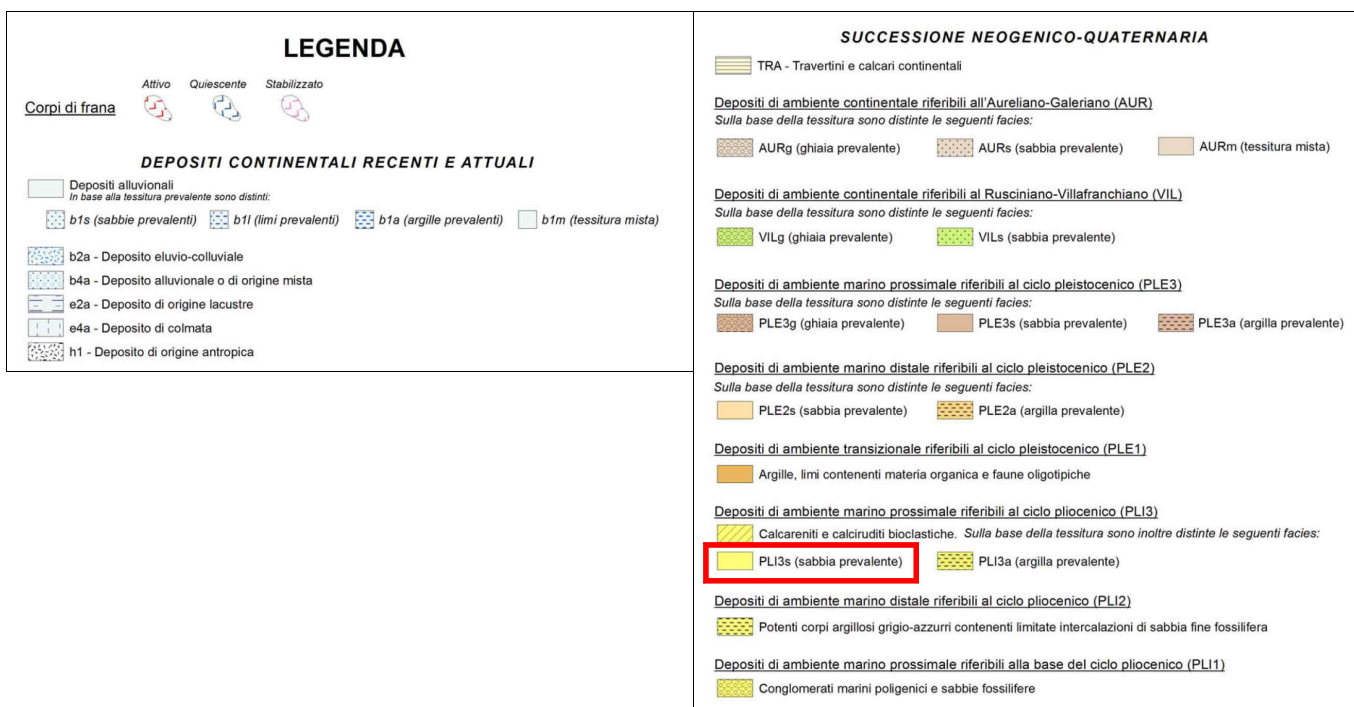 LEGENDA
Attivo Quiescente Stabilizzato
Corpi di frana
DEPOSITI CONTINENTALI RECENTI E ATTUALI
Depositi alluvionali
In base alla tessitura prevalente sono distinti:
b1s (sabbie prevalenti) b1l (limi prevalenti) b1a (argille prevalenti) b1m (tessitura mista)
b2a - Deposito eluvio-colluviale
b4a - Deposito alluvionale o di origine mista
e2a - Deposito di origine lacustre
e4a - Deposito di colmata
h1 - Deposito di origine antropica
SUCCESSIONE NEOGENICO-QUATERNARIA
TRA - Travertini e calcari continentali
Depositi di ambiente continentale riferibili all'Aureliano-Galeriano (AUR)
Sulla base della tessitura sono distinte le seguenti facies:
AURg (ghiaia prevalente) AURs (sabbia prevalente) AURm (tessitura mista)
Depositi di ambiente continentale riferibili al Rusciniano-Villafranchiano (VIL)
Sulla base della tessitura sono distinte le seguenti facies:
VILg (ghiaia prevalente) VILs (sabbia prevalente)
Depositi di ambiente marino prossimale riferibili al ciclo pleistocenico (PLE3)
Sulla base della tessitura sono distinte le seguenti facies:
PLE3g (ghiaia prevalente) PLE3s (sabbia prevalente) PLE3a (argilla prevalente)
Depositi di ambiente marino distale riferibili al ciclo pleistocenico (PLE2)
Sulla base della tessitura sono distinte le seguenti facies:
PLE2s (sabbia prevalente) PLE2a (argilla prevalente)
Depositi di ambiente transizionale riferibili al ciclo pleistocenico (PLE1)
Argille, limi contenenti materia organica e faune oligotipiche
Depositi di ambiente marino prossimale riferibili al ciclo pliocenico (PLI3)
Calcareniti e calciruditi bioclastiche. Sulla base della tessitura sono inoltre distinte le seguenti facies:
PLI3s (sabbia prevalente) PLI3a (argilla prevalente)
Depositi di ambiente marino distale riferibili al ciclo pliocenico (PLI2)
Potenti corpi argillosi grigio-azzurri contenenti limitate intercalazioni di sabbia fine fossilifera
Depositi di ambiente marino prossimale riferibili alla base del ciclo pliocenico (PLI1)
Conglomerati marini poligenici e sabbie fossilifere